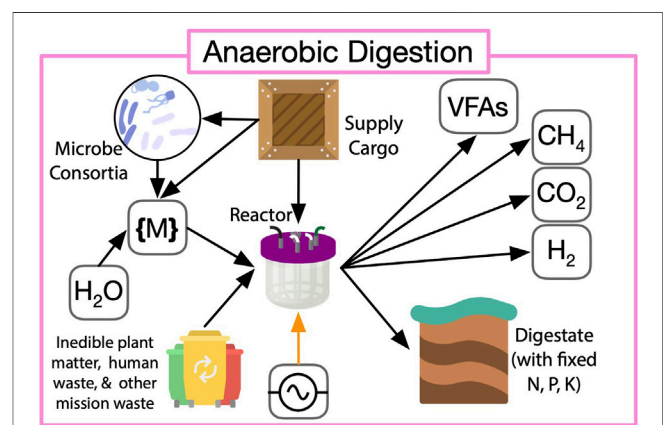 Anaerobic Digestion
Microbe
Consortia
Supply
Cargo
VFAs
CH₄
CO₂
H₂
Reactor
{M}
H₂O
Inedible plant
matter, human
waste, & other
mission waste
Digestate
(with fixed
N, P, K)